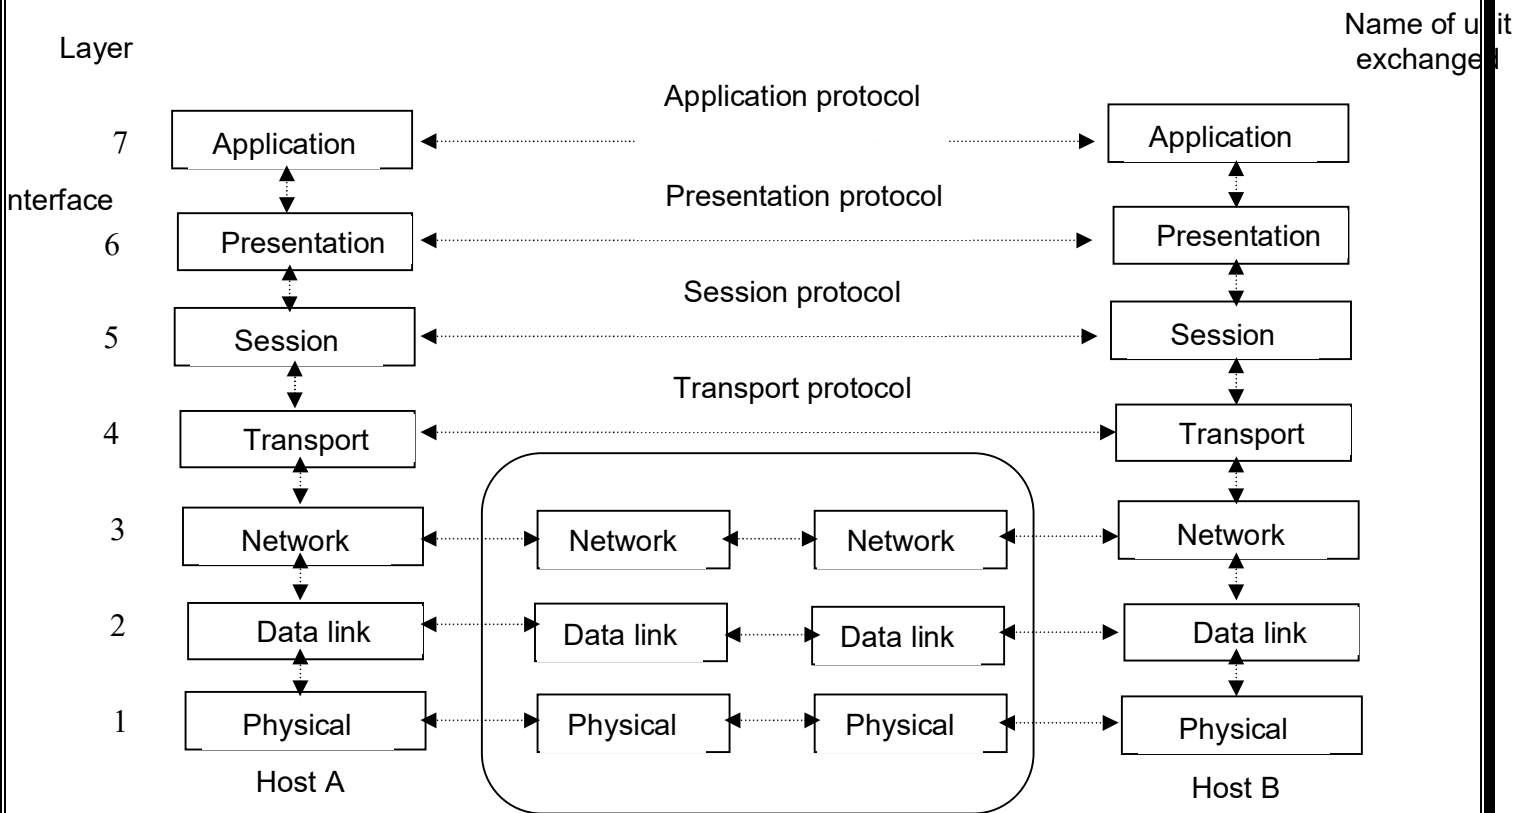 Name of u it
Layer
exchange
Application protocol
7 Application Application
nterface
Presentation protocol
6 Presentation Presentation
Session protocol
5 Session Session
Transport protocol
4 Transport Transport
3 Network Network Network Network
2 Data link Data link Data link Data link
1 Physical Physical Physical Physical
Host A Host B